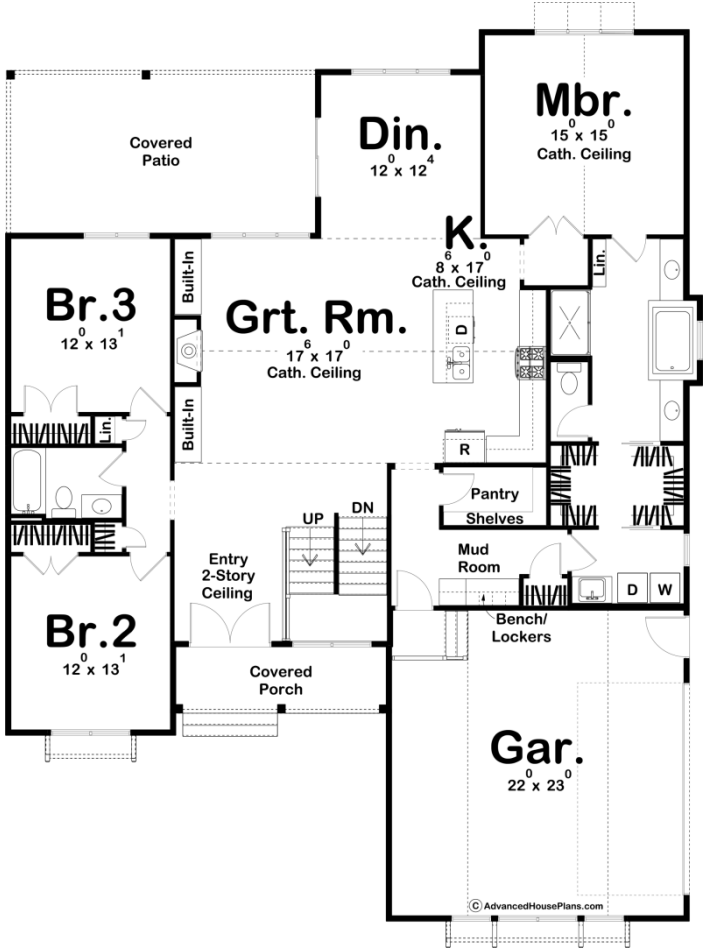 Mbr.
15⁰ x 15⁰
Cath. Ceiling
Din.
12⁰ x 12⁴
Covered
Patio
K.
8⁶ x 17⁰
Cath. Ceiling
Lin.
Built-In
Br.3
12⁰ x 13¹
Grt. Rm.
17⁶ x 17⁰
Cath. Ceiling
D
Built-In
Lin.
R
Pantry
Shelves
UP
DN
Entry
2-Story
Ceiling
Mud
Room
D
W
Bench/
Lockers
Br.2
12⁰ x 13¹
Covered
Porch
Gar.
22⁰ x 23⁰
© AdvancedHousePlans.com